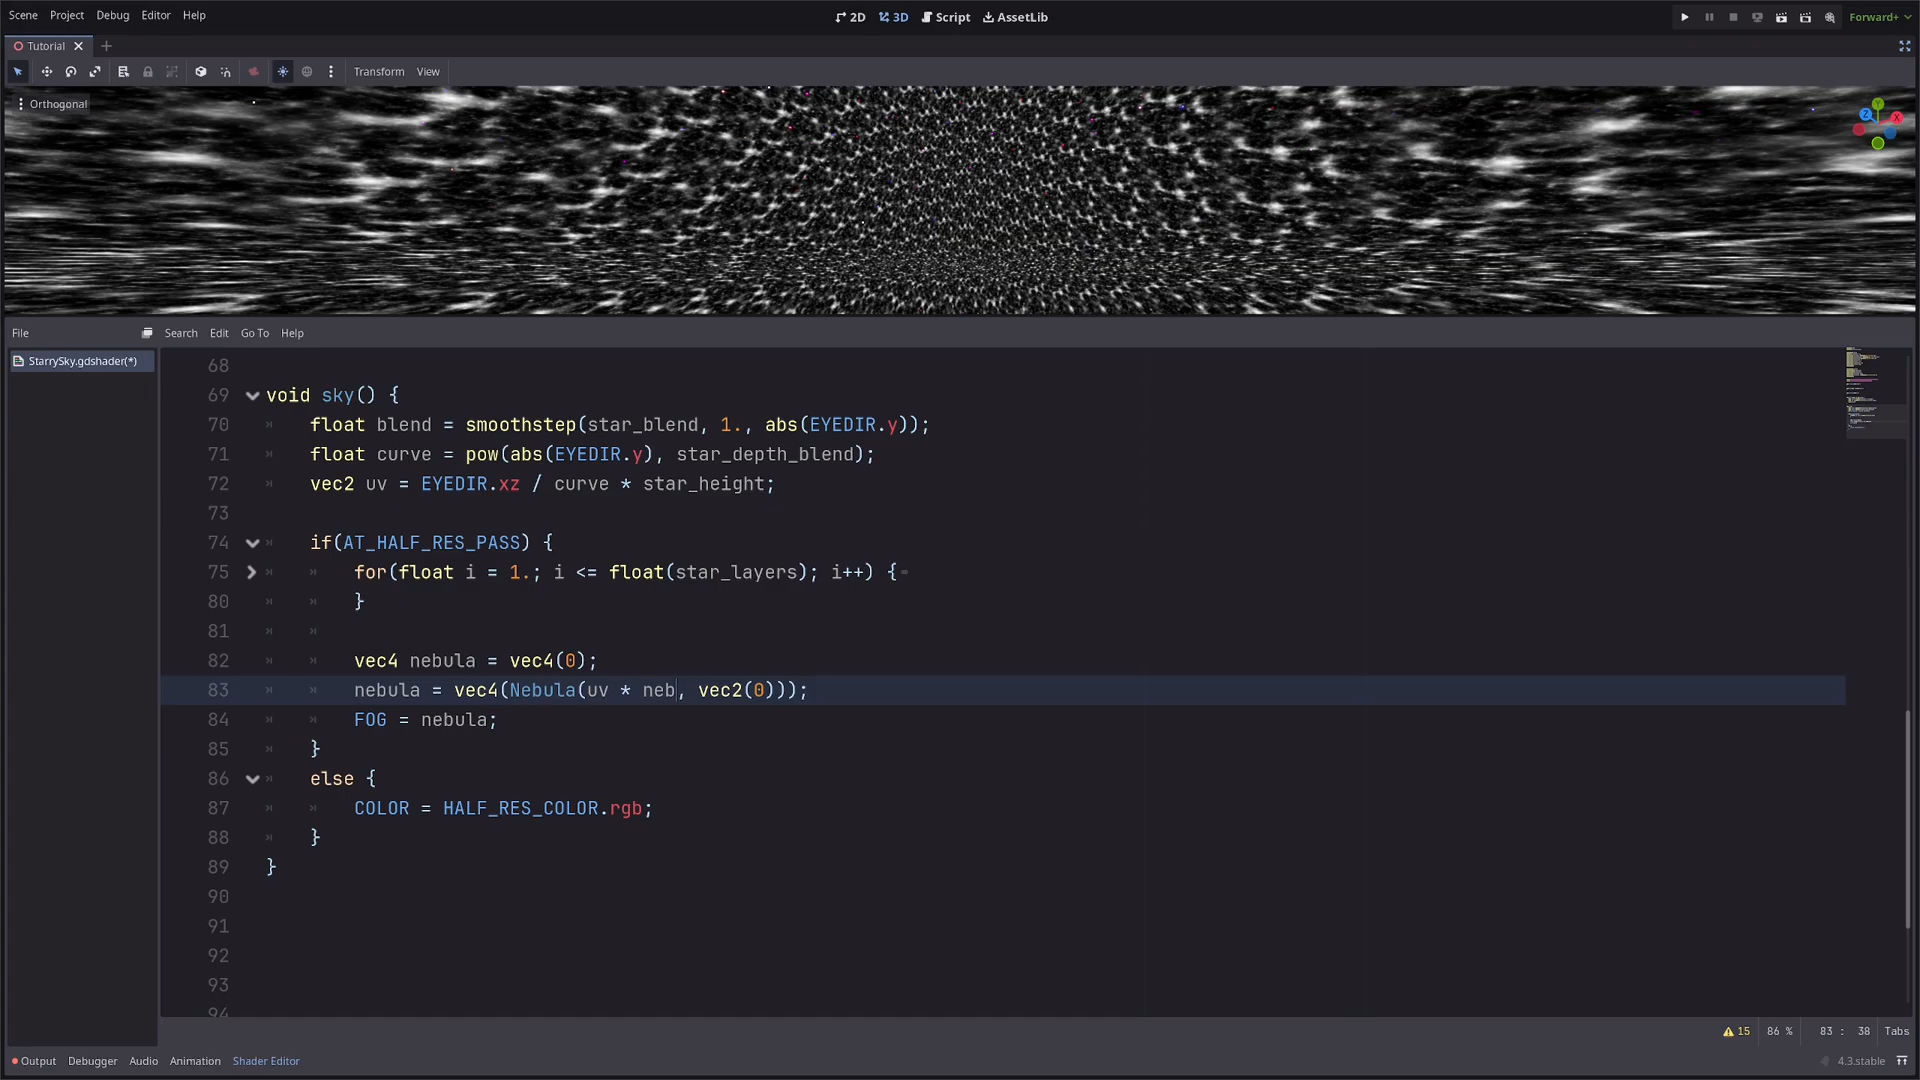 Scene Project Debug Editor Help
2D 3D Script AssetLib
Forward+
Tutorial
Transform View
Orthogonal
Y
Z
X
File
Search Edit Go To Help
StarrySky.gdshader(*)
68
69 void sky() {
70 float blend = smoothstep(star_blend, 1., abs(EYEDIR.y));
71 float curve = pow(abs(EYEDIR.y), star_depth_blend);
72 vec2 uv = EYEDIR.xz / curve * star_height;
73
74 if(AT_HALF_RES_PASS) {
75 for(float i = 1.; i <= float(star_layers); i++) {
80 }
81
82 vec4 nebula = vec4(0);
83 nebula = vec4(Nebula(uv * neb, vec2(0)));
84 FOG = nebula;
85 }
86 else {
87 COLOR = HALF_RES_COLOR.rgb;
88 }
89 }
90
91
92
93
94
15 86 % 83 : 38 Tabs
Output Debugger Audio Animation Shader Editor
4.3.stable